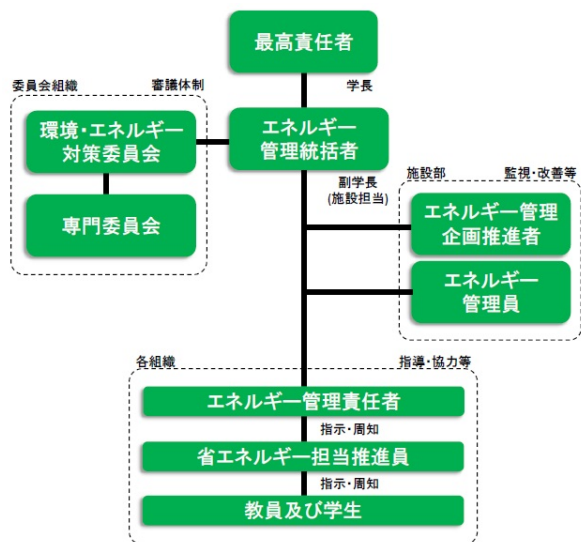 最高責任者
学長
委員会組織 審議体制
環境・エネルギー
対策委員会
エネルギー
管理統括者
副学長
(施設担当)
専門委員会
施設部 監視・改善等
エネルギー管理
企画推進者
エネルギー
管理員
各組織 指導・協力等
エネルギー管理責任者
指示・周知
省エネルギー担当推進員
指示・周知
教員及び学生